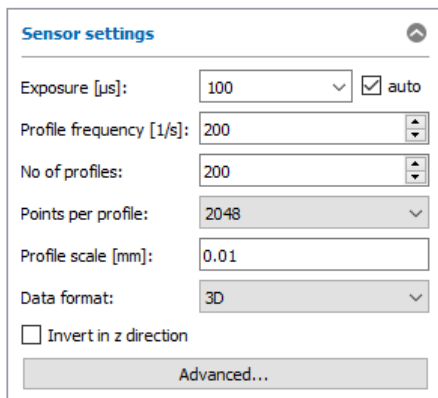 Sensor settings
Exposure [µs]: 100 auto
Profile frequency [1/s]: 200
No of profiles: 200
Points per profile: 2048
Profile scale [mm]: 0.01
Data format: 3D
Invert in z direction
Advanced...